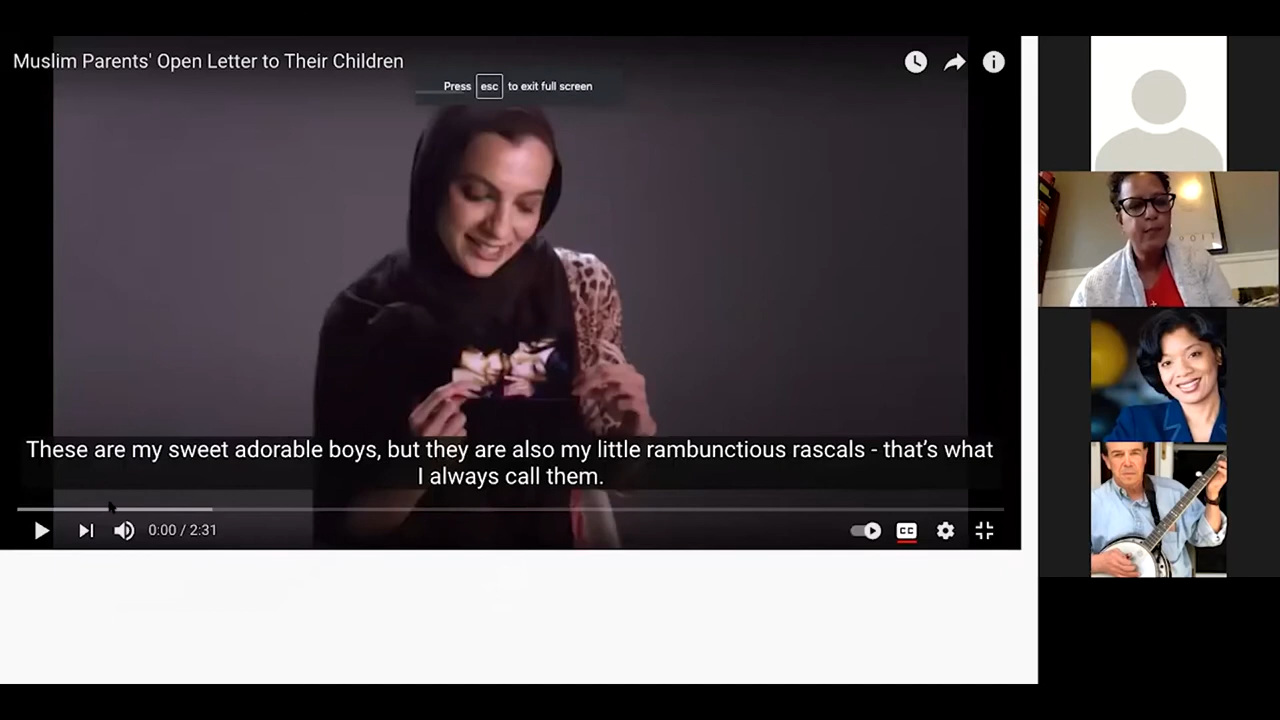 Muslim Parents' Open Letter to Their Children
Press esc to exit full screen
These are my sweet adorable boys, but they are also my little rambunctious rascals - that's what
I always call them.
0:00 / 2:31
CC